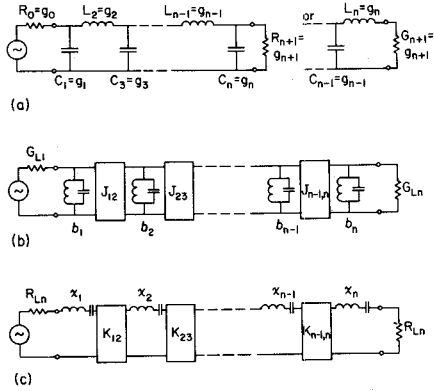 R₀=g₀ L₂=g₂ Lₙ₋₁=gₙ₋₁ or Lₙ=gₙ
Rₙ₊₁= gₙ₊₁ Gₙ₊₁= gₙ₊₁
C₁=g₁ C₃=g₃ Cₙ=gₙ Cₙ₋₁=gₙ₋₁
(a)
G_L1 J₁₂ J₂₃ Jₙ₋₁,ₙ G_Ln
b₁ b₂ bₙ₋₁ bₙ
(b)
R_Ln x₁ x₂ xₙ₋₁ xₙ
K₁₂ K₂₃ Kₙ₋₁,ₙ R_Ln
(c)